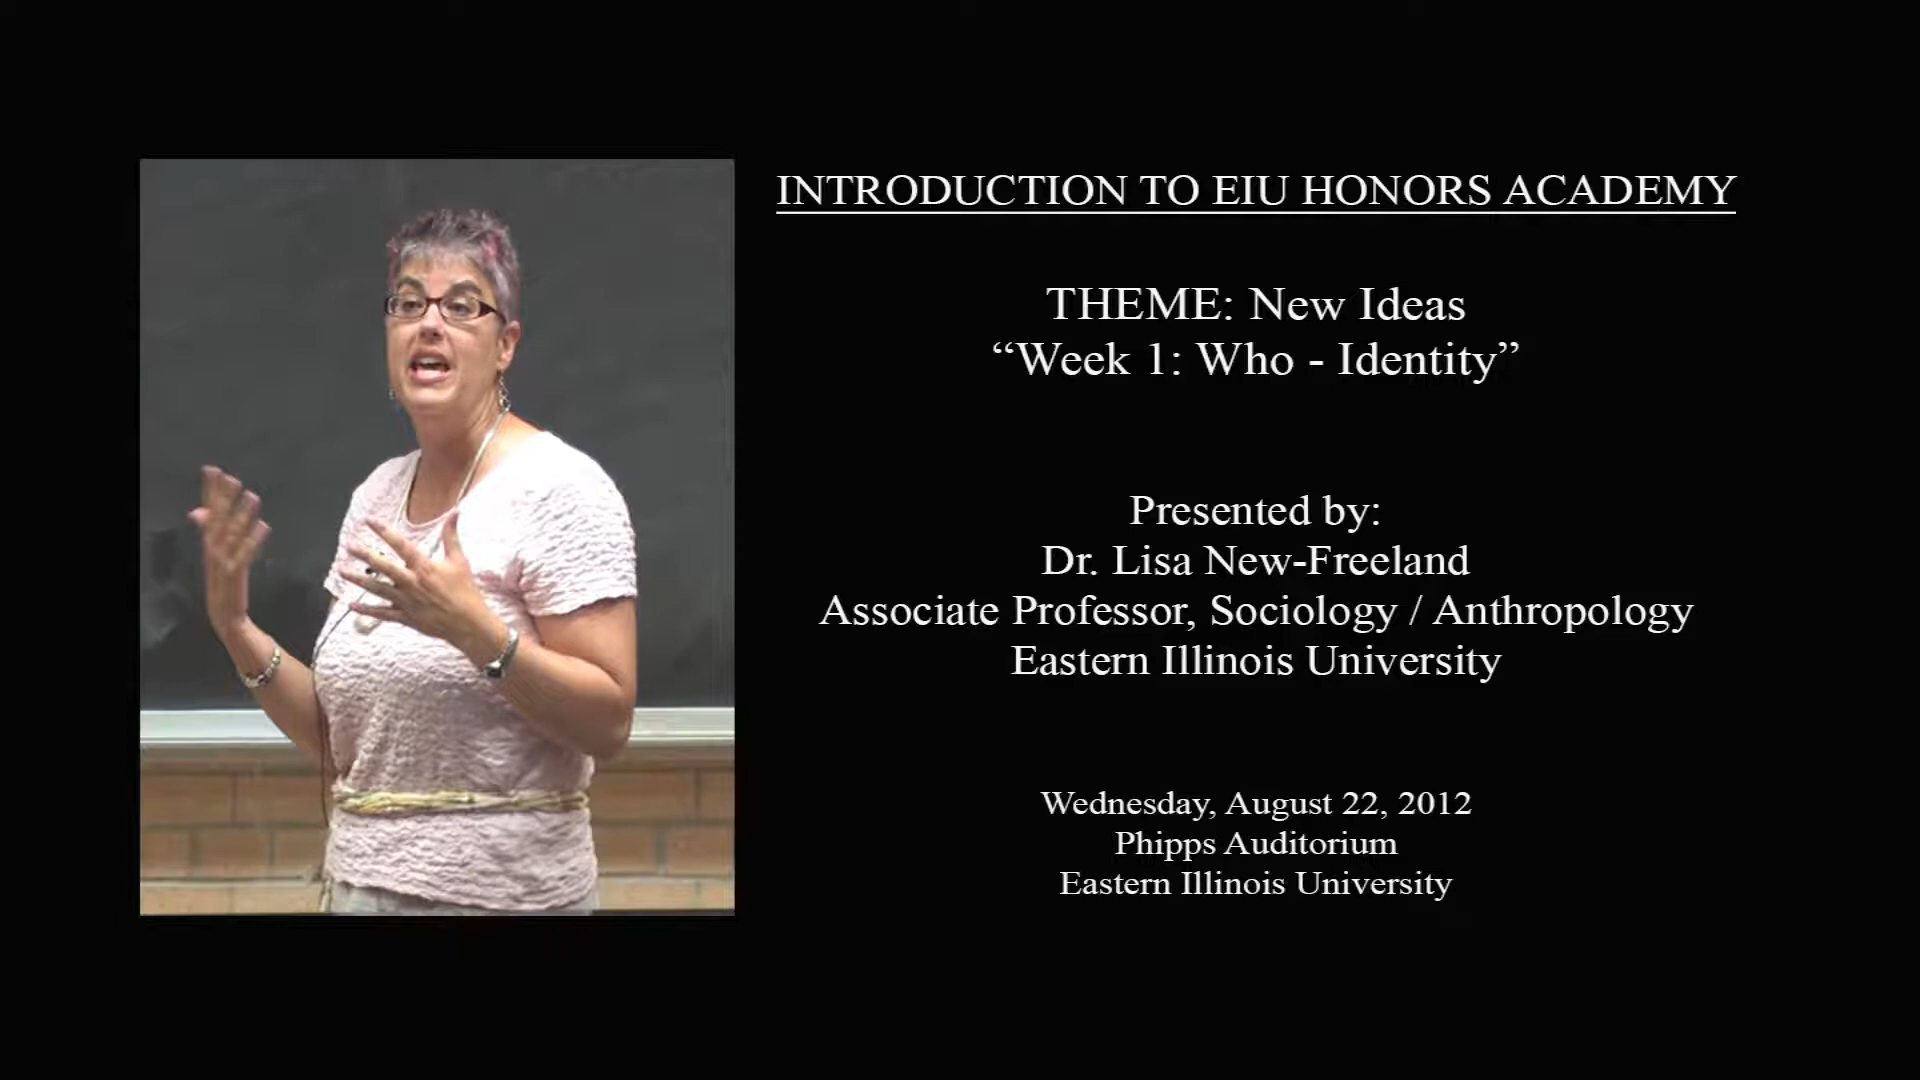 INTRODUCTION TO EIU HONORS ACADEMY
THEME: New Ideas
“Week 1: Who - Identity”
Presented by:
Dr. Lisa New-Freeland
Associate Professor, Sociology / Anthropology
Eastern Illinois University
Wednesday, August 22, 2012
Phipps Auditorium
Eastern Illinois University